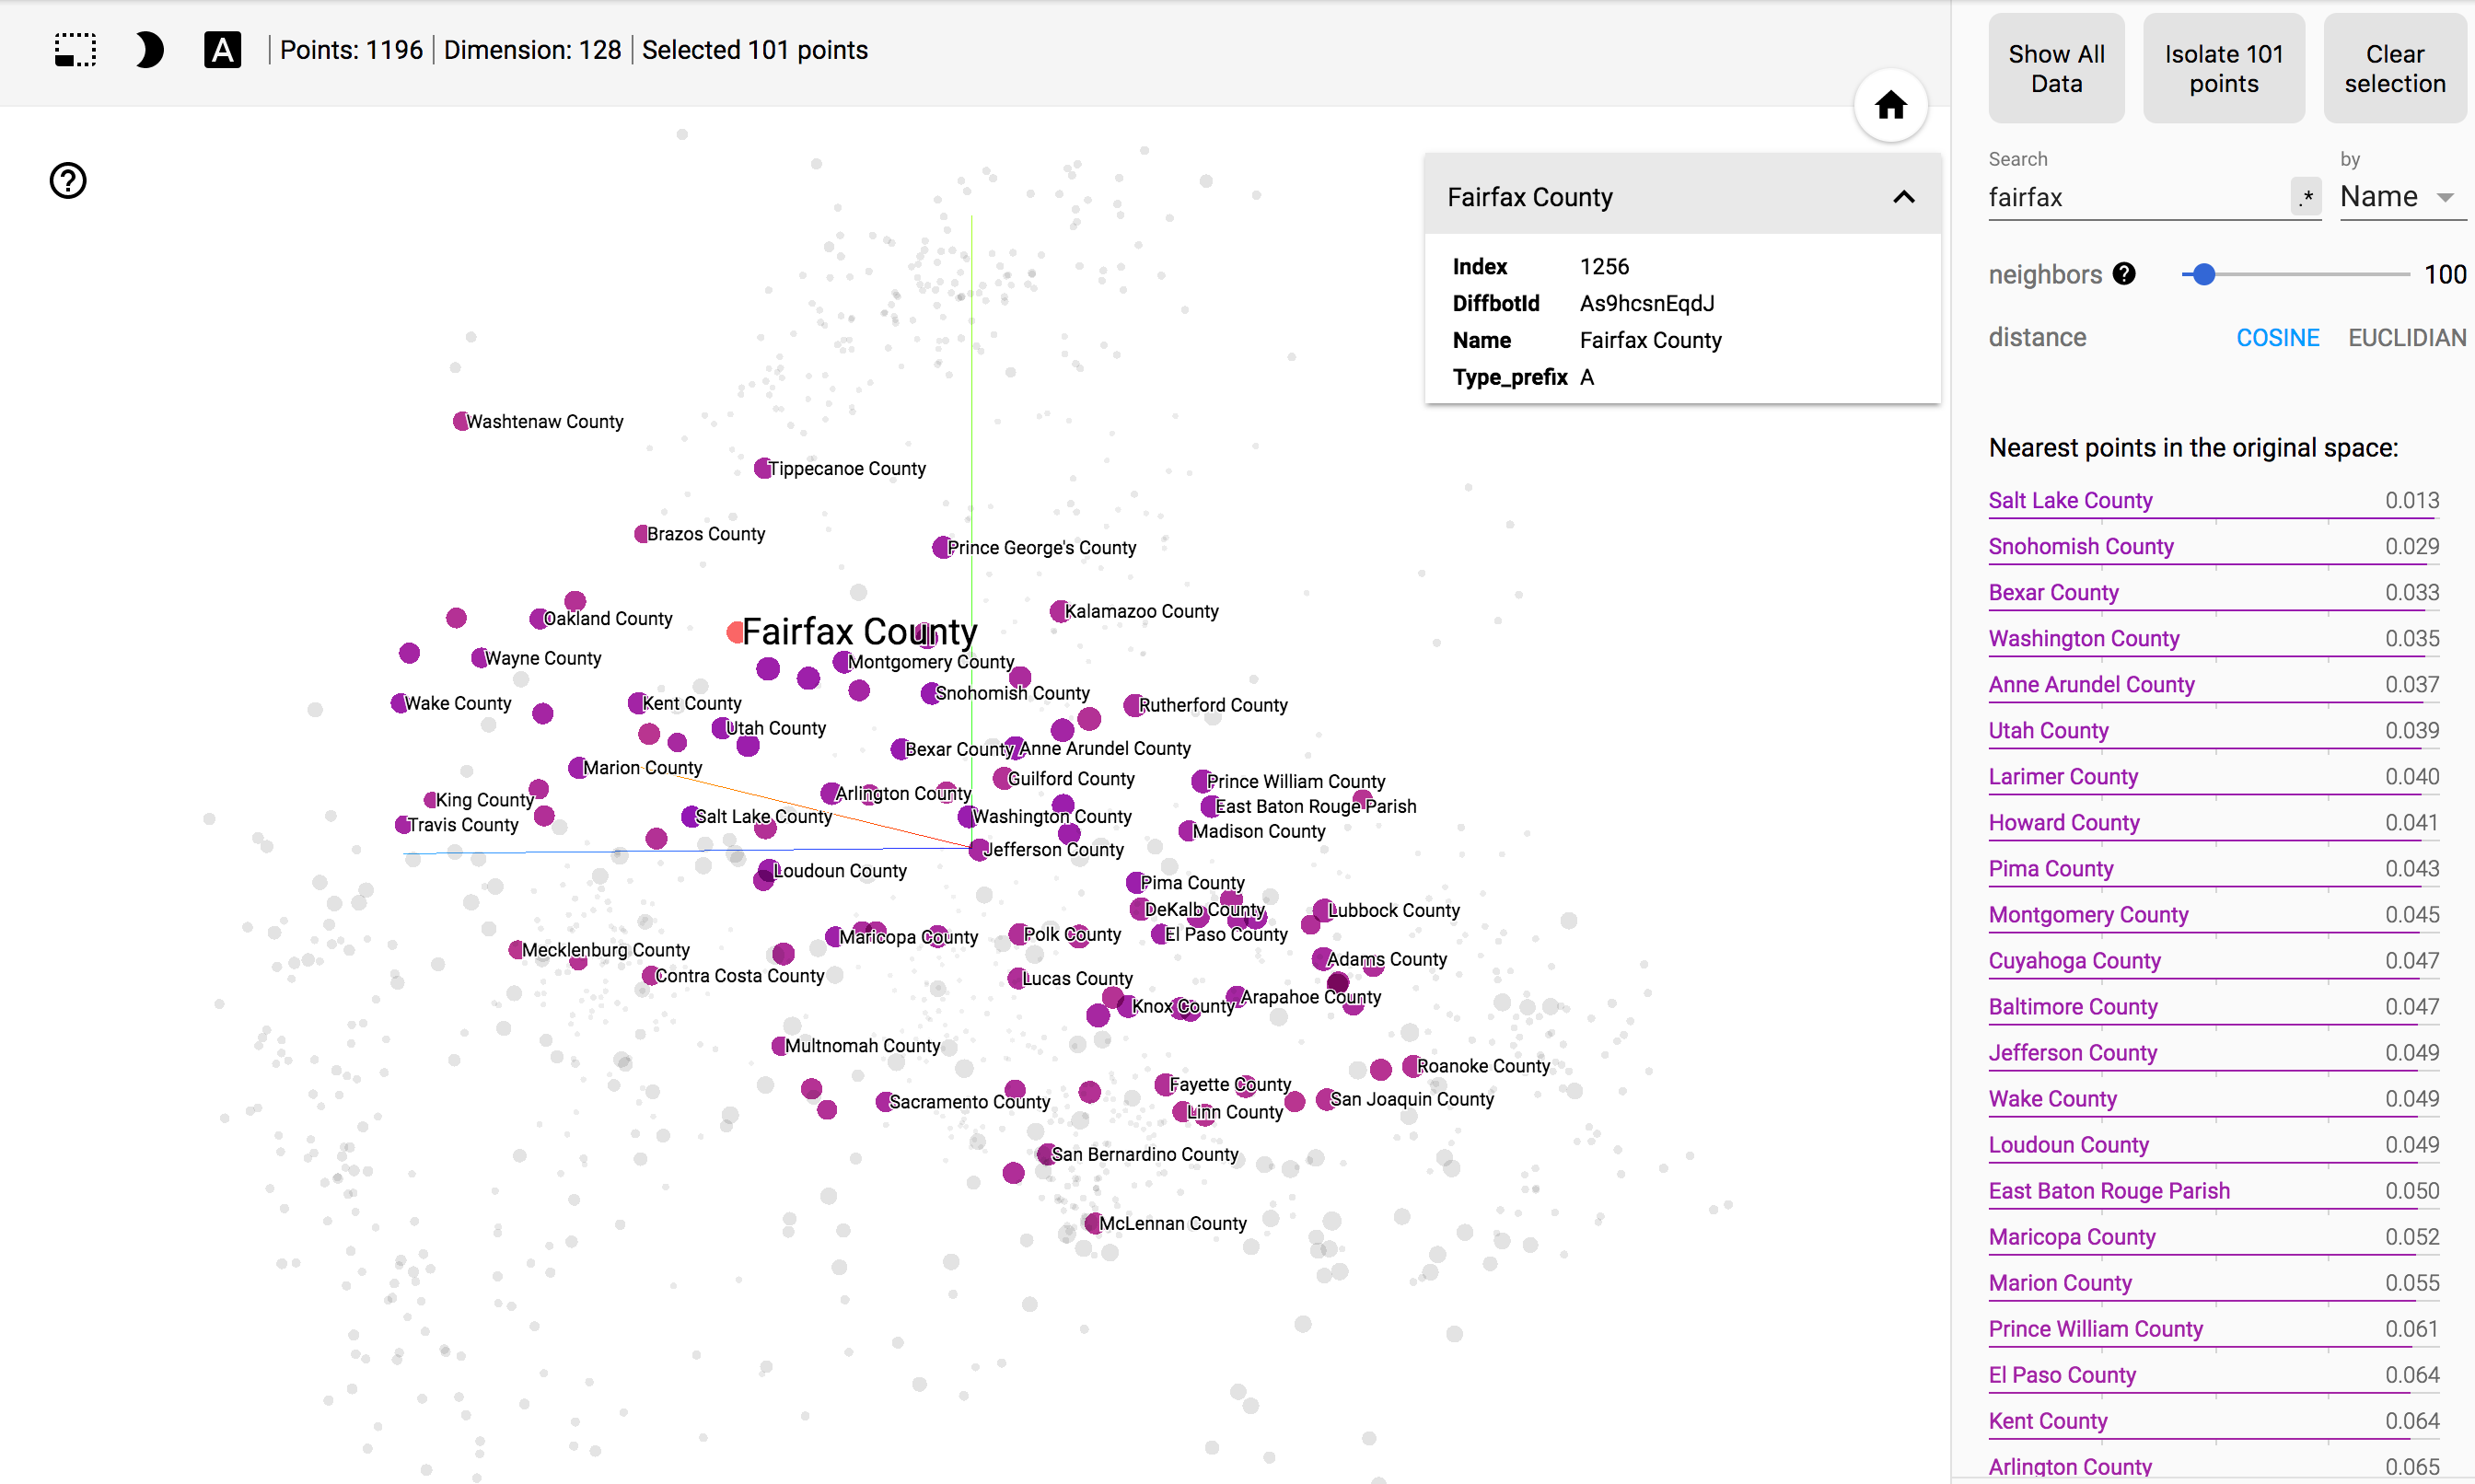 A
Points: 1196 | Dimension: 128 | Selected 101 points
Show All Data
Isolate 101 points
Clear selection
Search
fairfax
.*
by
Name
neighbors ?
100
distance
COSINE
EUCLIDIAN
?
Fairfax County
Index 1256
DiffbotId As9hcsnEqdJ
Name Fairfax County
Type_prefix A
Washtenaw County
Tippecanoe County
Brazos County
Prince George's County
Kalamazoo County
Oakland County
Fairfax County
Wayne County
Montgomery County
Snohomish County
Wake County
Kent County
Rutherford County
Utah County
Bexar County
Anne Arundel County
Marion County
Guilford County
Prince William County
Arlington County
King County
East Baton Rouge Parish
Salt Lake County
Washington County
Travis County
Madison County
Jefferson County
Loudoun County
Pima County
DeKalb County
Lubbock County
Maricopa County
Polk County
El Paso County
Mecklenburg County
Adams County
Contra Costa County
Lucas County
Arapahoe County
Knox County
Multnomah County
Roanoke County
Fayette County
Sacramento County
San Joaquin County
Linn County
San Bernardino County
McLennan County
Nearest points in the original space:
Salt Lake County 0.013
Snohomish County 0.029
Bexar County 0.033
Washington County 0.035
Anne Arundel County 0.037
Utah County 0.039
Larimer County 0.040
Howard County 0.041
Pima County 0.043
Montgomery County 0.045
Cuyahoga County 0.047
Baltimore County 0.047
Jefferson County 0.049
Wake County 0.049
Loudoun County 0.049
East Baton Rouge Parish 0.050
Maricopa County 0.052
Marion County 0.055
Prince William County 0.061
El Paso County 0.064
Kent County 0.064
Arlington County 0.065